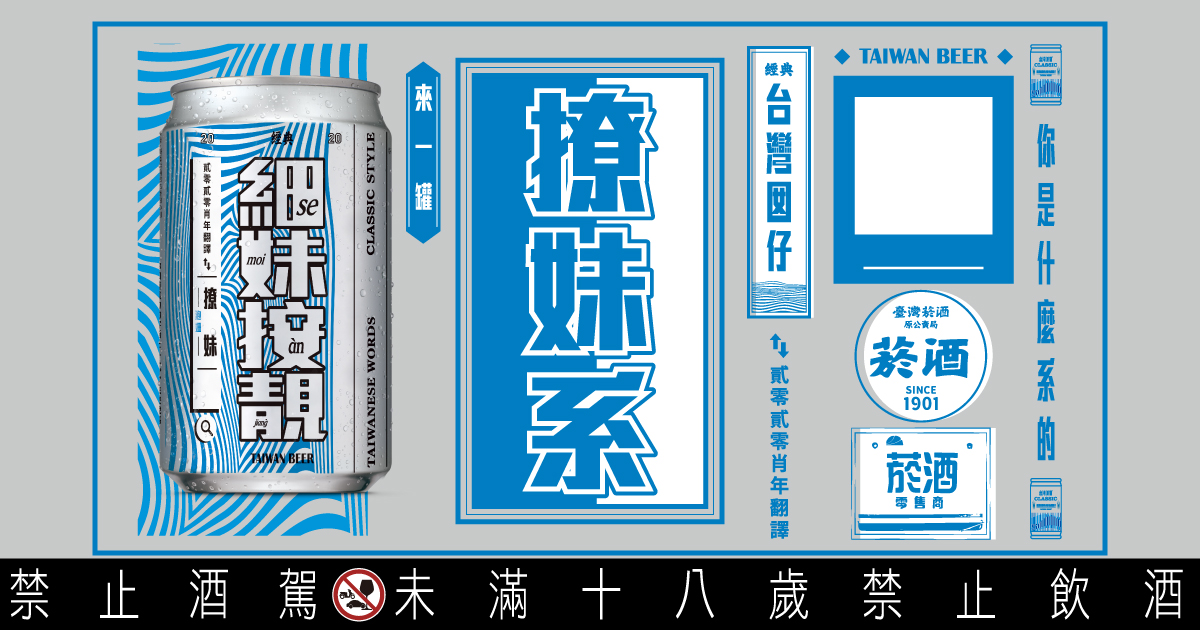 20 經典 20
貳零貳零肖年翻譯
撩妹
細妹按靚
se
moi
àn
jiang
TAIWAN BEER
CLASSIC STYLE
TAIWANESE WORDS
來一罐
撩妹系
經典
台灣囡仔
貳零貳零肖年翻譯
TAIWAN BEER
臺灣菸酒
原公賣局
菸酒
SINCE
1901
菸酒
零售商
CLASSIC
你是什麼系的
CLASSIC
禁止酒駕 未滿十八歲禁止飲酒